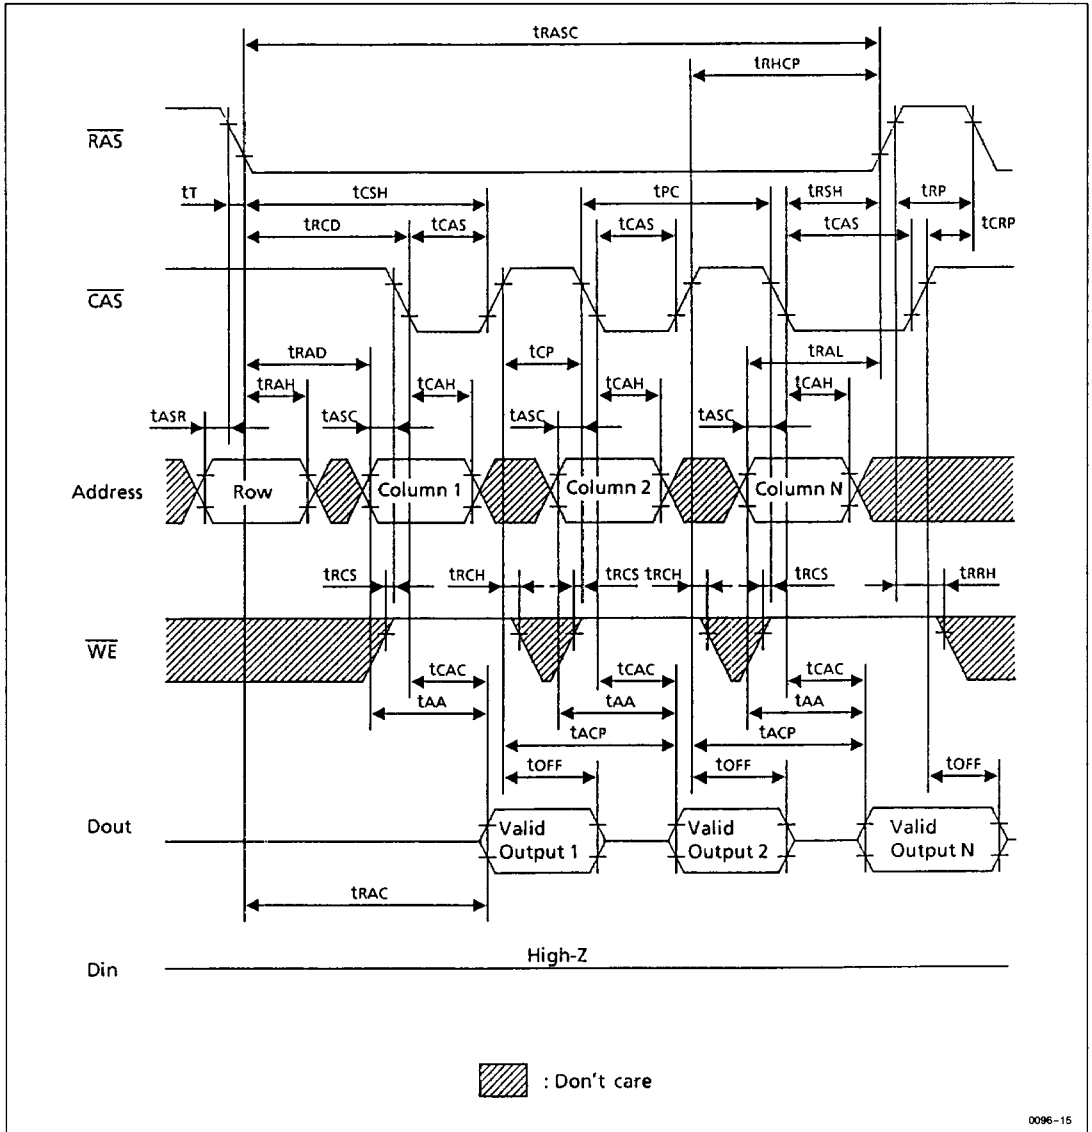 tRASC
tRHCP
RAS
tT
tCSH
tPC
tRSH
tRP
tRCD
tCAS
tCAS
tCAS
tCRP
CAS
tRAD
tCP
tRAL
tRAH
tCAH
tCAH
tCAH
tASR
tASC
tASC
tASC
Address
Row
Column 1
Column 2
Column N
tRCS
tRCH
tRCS
tRCH
tRCS
tRRH
WE
tCAC
tCAC
tCAC
tAA
tAA
tAA
tACP
tACP
tOFF
tOFF
tOFF
Dout
Valid
Output 1
Valid
Output 2
Valid
Output N
tRAC
High-Z
Din
: Don't care
0096-15